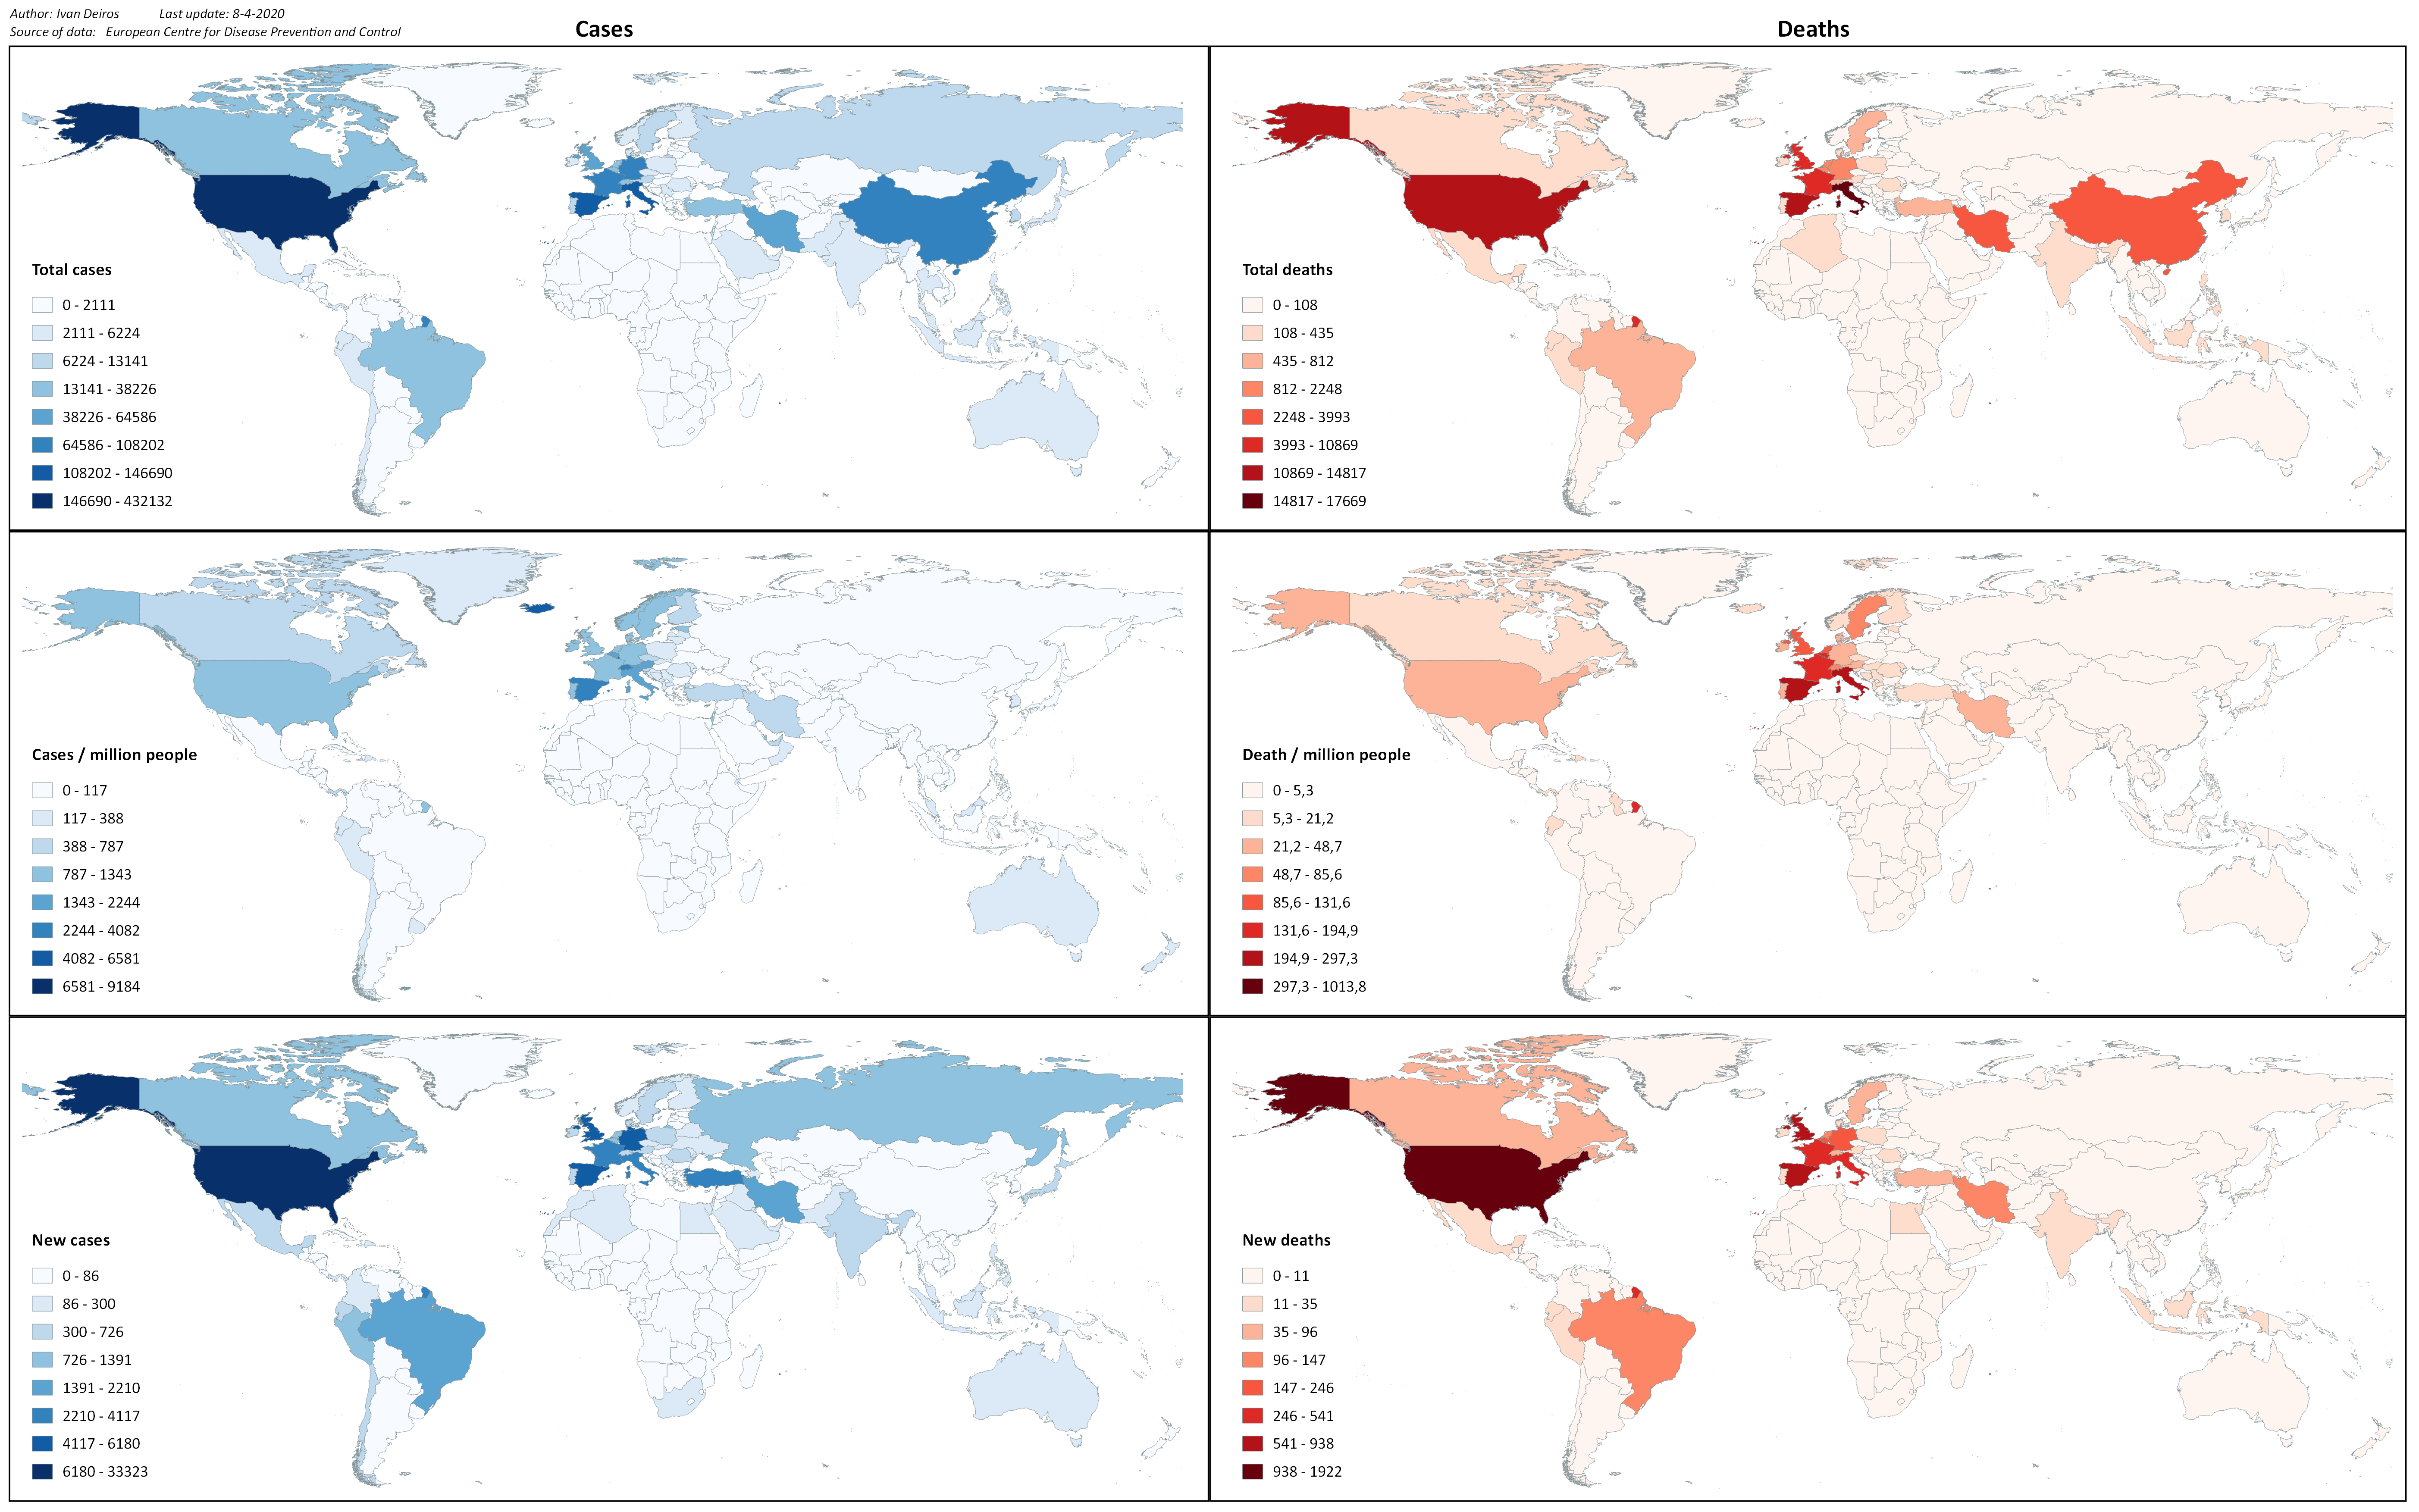 Author: Ivan Deiros Last update: 8-4-2020
Source of data: European Centre for Disease Prevention and Control
Cases
Deaths
Total cases
0 - 2111
2111 - 6224
6224 - 13141
13141 - 38226
38226 - 64586
64586 - 108202
108202 - 146690
146690 - 432132
Total deaths
0 - 108
108 - 435
435 - 812
812 - 2248
2248 - 3993
3993 - 10869
10869 - 14817
14817 - 17669
Cases / million people
0 - 117
117 - 388
388 - 787
787 - 1343
1343 - 2244
2244 - 4082
4082 - 6581
6581 - 9184
Death / million people
0 - 5,3
5,3 - 21,2
21,2 - 48,7
48,7 - 85,6
85,6 - 131,6
131,6 - 194,9
194,9 - 297,3
297,3 - 1013,8
New cases
0 - 86
86 - 300
300 - 726
726 - 1391
1391 - 2210
2210 - 4117
4117 - 6180
6180 - 33323
New deaths
0 - 11
11 - 35
35 - 96
96 - 147
147 - 246
246 - 541
541 - 938
938 - 1922